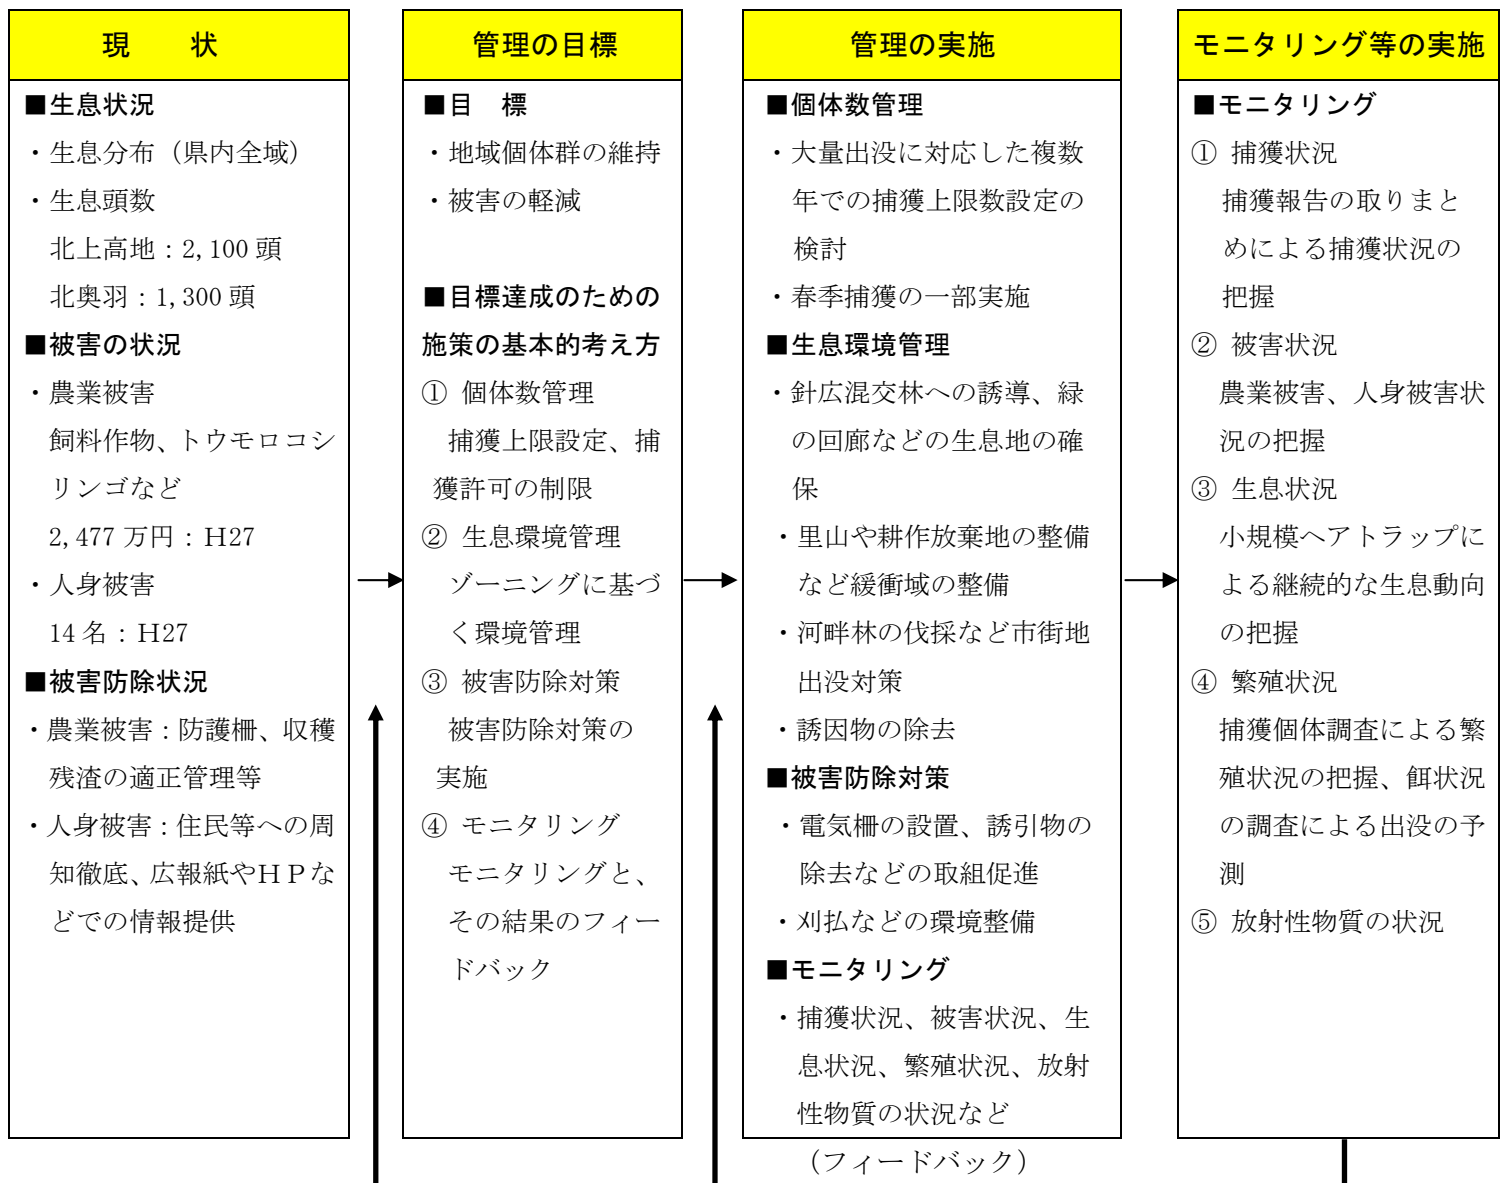 現　　状
■生息状況
・生息分布（県内全域）
・生息頭数
北上高地：2,100 頭
北奥羽：1,300 頭
■被害の状況
・農業被害
飼料作物、トウモロコシ
リンゴなど
2,477 万円：Ｈ27
・人身被害
14 名：Ｈ27
■被害防除状況
・農業被害：防護柵、収穫
残渣の適正管理等
・人身被害：住民等への周
知徹底、広報紙やＨＰな
どでの情報提供
管理の目標
■目　標
・地域個体群の維持
・被害の軽減
■目標達成のための
施策の基本的考え方
① 個体数管理
捕獲上限設定、捕
獲許可の制限
② 生息環境管理
ゾーニングに基づ
く環境管理
③ 被害防除対策
被害防除対策の
実施
④ モニタリング
モニタリングと、
その結果のフィー
ドバック
管理の実施
■個体数管理
・大量出没に対応した複数
年での捕獲上限数設定の
検討
・春季捕獲の一部実施
■生息環境管理
・針広混交林への誘導、緑
の回廊などの生息地の確
保
・里山や耕作放棄地の整備
など緩衝域の整備
・河畔林の伐採など市街地
出没対策
・誘因物の除去
■被害防除対策
・電気柵の設置、誘引物の
除去などの取組促進
・刈払などの環境整備
■モニタリング
・捕獲状況、被害状況、生
息状況、繁殖状況、放射
性物質の状況など
（フィードバック）
モニタリング等の実施
■モニタリング
① 捕獲状況
捕獲報告の取りまと
めによる捕獲状況の
把握
② 被害状況
農業被害、人身被害状
況の把握
③ 生息状況
小規模ヘアトラップに
よる継続的な生息動向
の把握
④ 繁殖状況
捕獲個体調査による繁
殖状況の把握、餌状況
の調査による出没の予
測
⑤ 放射性物質の状況